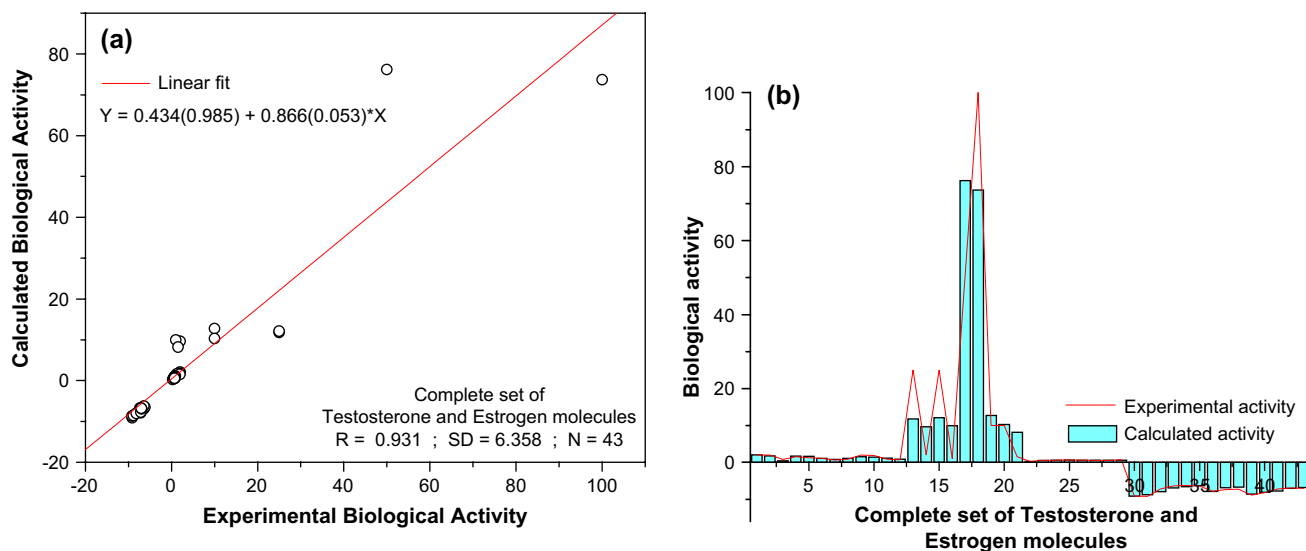 (a)
Linear fit
Y = 0.434(0.985) + 0.866(0.053)*X
Complete set of
Testosterone and Estrogen molecules
R = 0.931 ; SD = 6.358 ; N = 43
Calculated Biological Activity
80
60
40
20
0
-20
-20 0 20 40 60 80 100
Experimental Biological Activity
(b)
Biological activity
100
80
60
40
20
0
Experimental activity
Calculated activity
5 10 15 20 25 30 35 40
Complete set of Testosterone and
Estrogen molecules